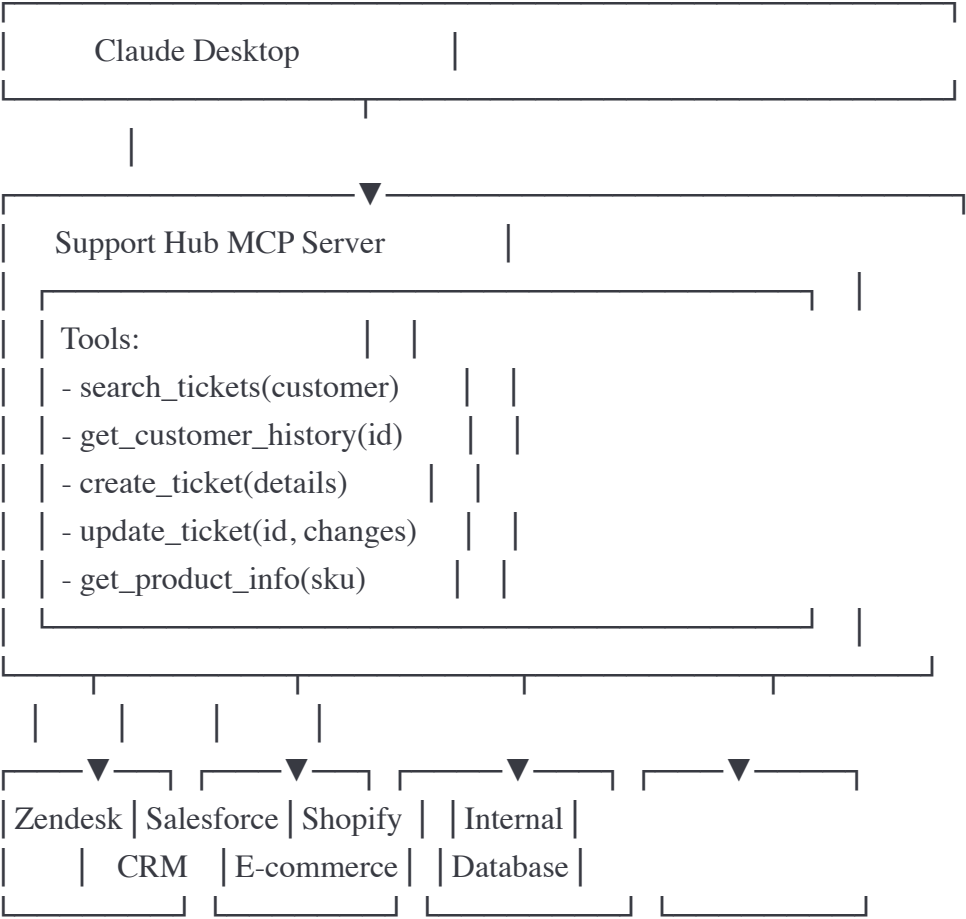 Claude Desktop
Support Hub MCP Server
Tools:
- search_tickets(customer)
- get_customer_history(id)
- create_ticket(details)
- update_ticket(id, changes)
- get_product_info(sku)
Zendesk Salesforce Shopify Internal
CRM E-commerce Database